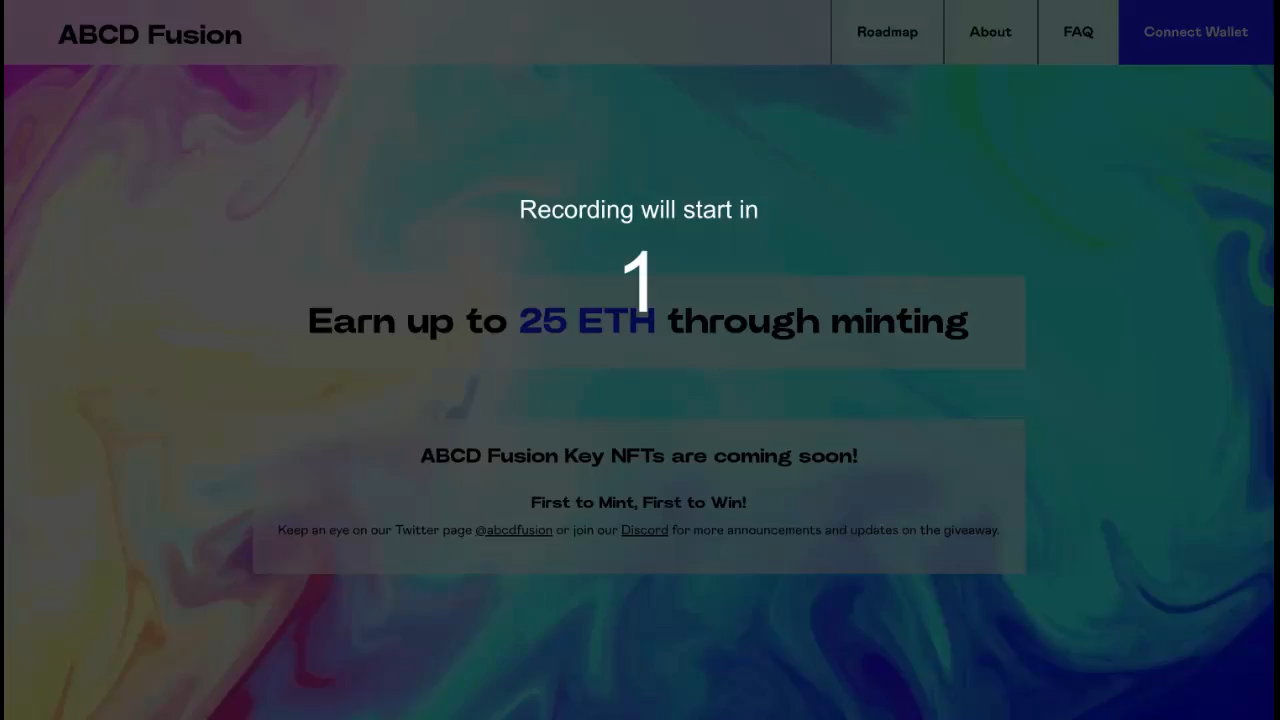 ABCD Fusion
Roadmap
About
FAQ
Connect Wallet
Recording will start in
1
Earn up to 25 ETH through minting
ABCD Fusion Key NFTs are coming soon!
First to Mint, First to Win!
Keep an eye on our Twitter page @abcdfusion or join our Discord for more announcements and updates on the giveaway.